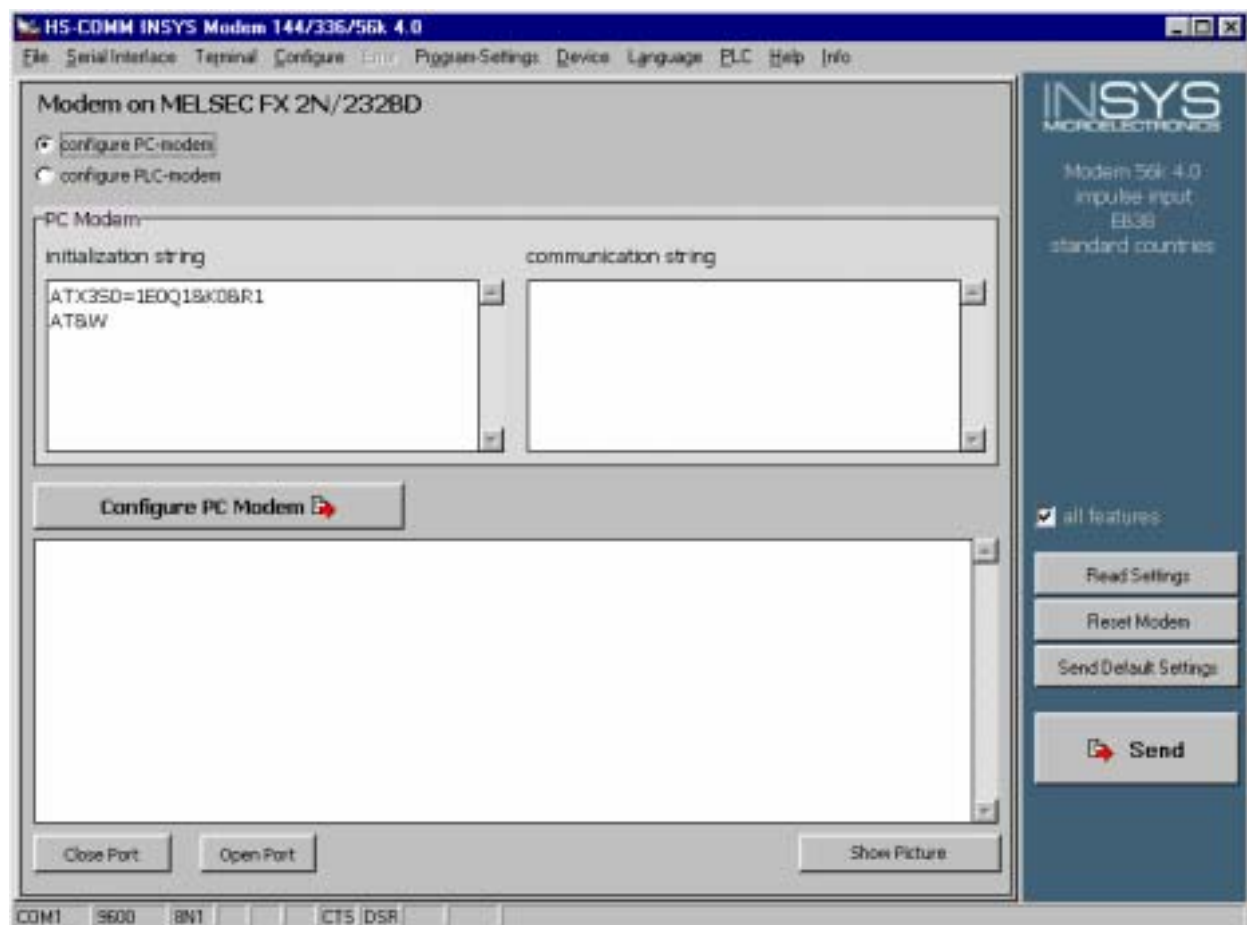 HS-COMM INSYS Modem 144/336/56k 4.0
File Serial Interface Terminal Configure Error Program-Settings Device Language PLC Help Info
Modem on MELSEC FX 2N/232BD
configure PC-modem
configure PLC-modem
PC Modem
initialization string
communication string
ATX3S0=1E0Q1&K0&R1
AT&W
Configure PC Modem
Close Port
Open Port
Show Picture
INSYS
MICROELECTRONICS
Modem 56k 4.0
impulse input
EB38
standard countries
all features
Read Settings
Reset Modem
Send Default Settings
Send
COM1 9600 8N1 CTS DSR